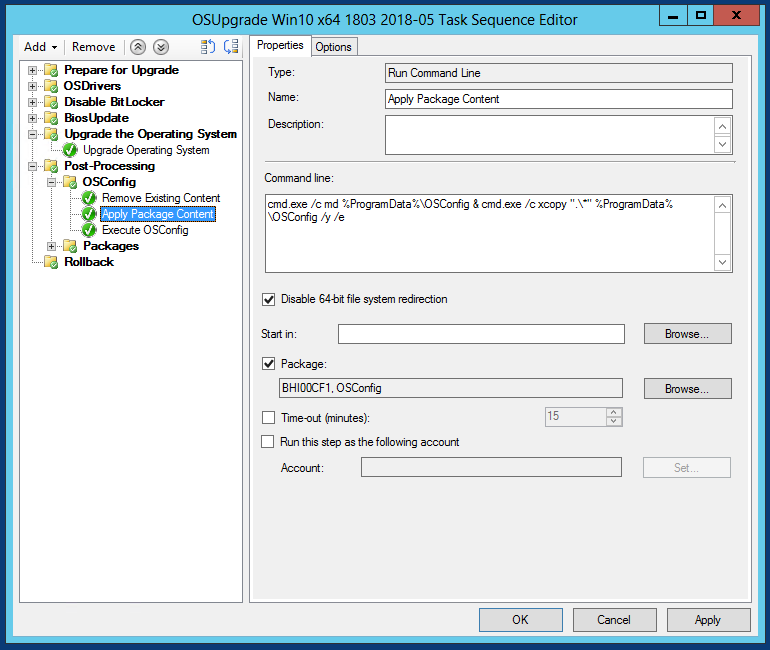 OSUpgrade Win10 x64 1803 2018-05 Task Sequence Editor
Add
Remove
Prepare for Upgrade
OSDrivers
Disable BitLocker
BiosUpdate
Upgrade the Operating System
Upgrade Operating System
Post-Processing
OSConfig
Remove Existing Content
Apply Package Content
Execute OSConfig
Packages
Rollback
Properties
Options
Type:
Run Command Line
Name:
Apply Package Content
Description:
Command line:
cmd.exe /c md %ProgramData%\OSConfig & cmd.exe /c xcopy ".\*" %ProgramData%
\OSConfig /y /e
Disable 64-bit file system redirection
Start in:
Browse...
Package:
BHI00CF1, OSConfig
Browse...
Time-out (minutes):
15
Run this step as the following account
Account:
Set...
OK
Cancel
Apply